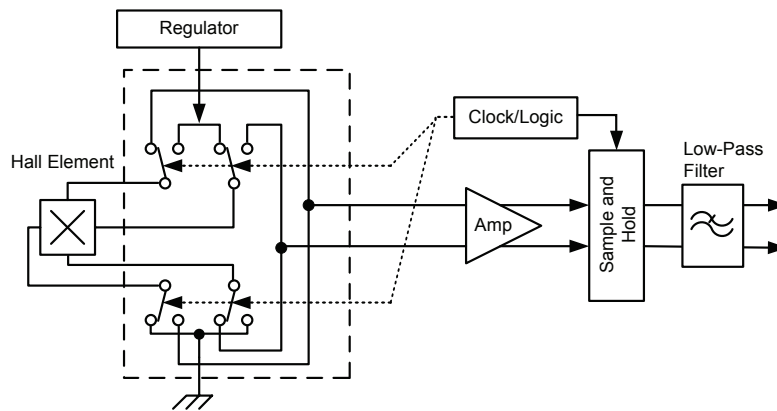 Regulator
Clock/Logic
Hall Element
Low-Pass
Filter
Amp
Sample and
Hold